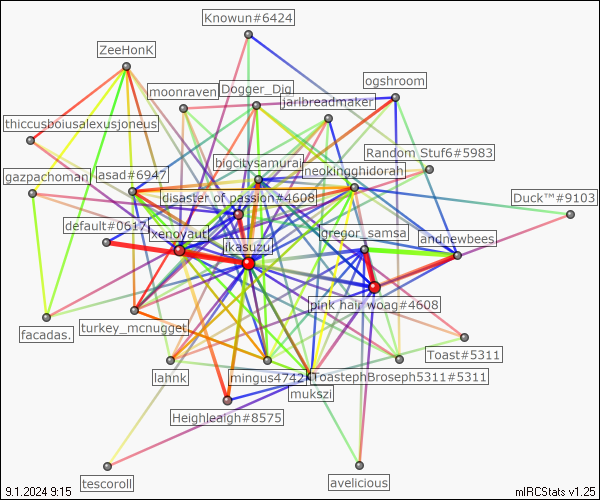 Knowun#6424
ZeeHonK
ogshroom
moonraven
Dogger_Dig
jarlbreadmaker
thiccusboiusalexusjoneus
Random Stuf6#5983
bigcitysamurai
neokingghidorah
gazpachoman
[asad#6947
Duck™#9103
disaster of passion#4608
default#0617
xenoyaut
gregor_samsa
andnewbees
ikasuzu
pink hair woag#4608
facadas.
turkey_mcnugget
Toast#5311
lahnk
mingus4742
ToastephBroseph5311#5311
mukszi
Heighleaigh#8575
tescoroll
avelicious
9.1.2024 9:15
mIRCStats v1.25